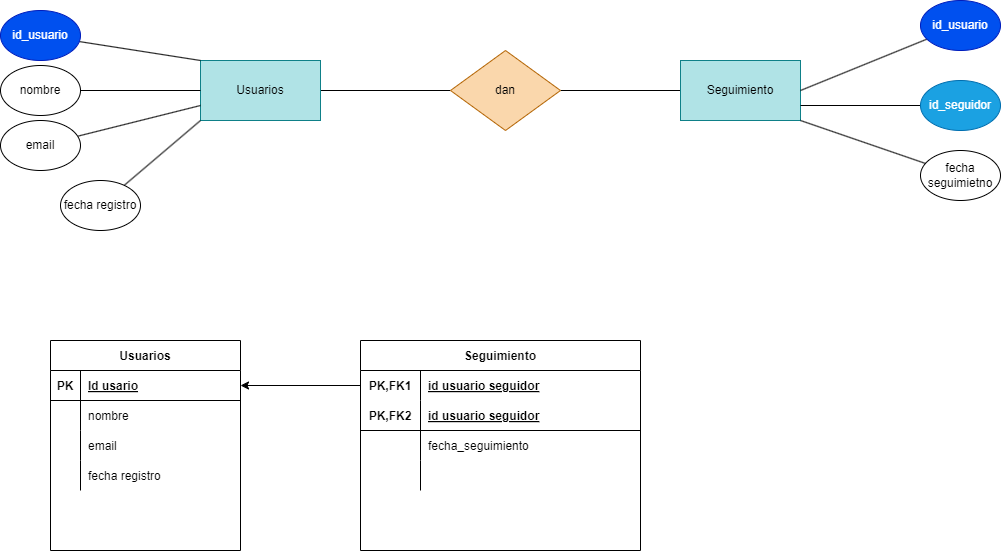 id_usuario
nombre
email
fecha registro
Usuarios
dan
Seguimiento
id_usuario
id_seguidor
fecha
seguimietno
Usuarios
PK Id usario
nombre
email
fecha registro
Seguimiento
PK,FK1 id usuario seguidor
PK,FK2 id usuario seguidor
fecha_seguimiento